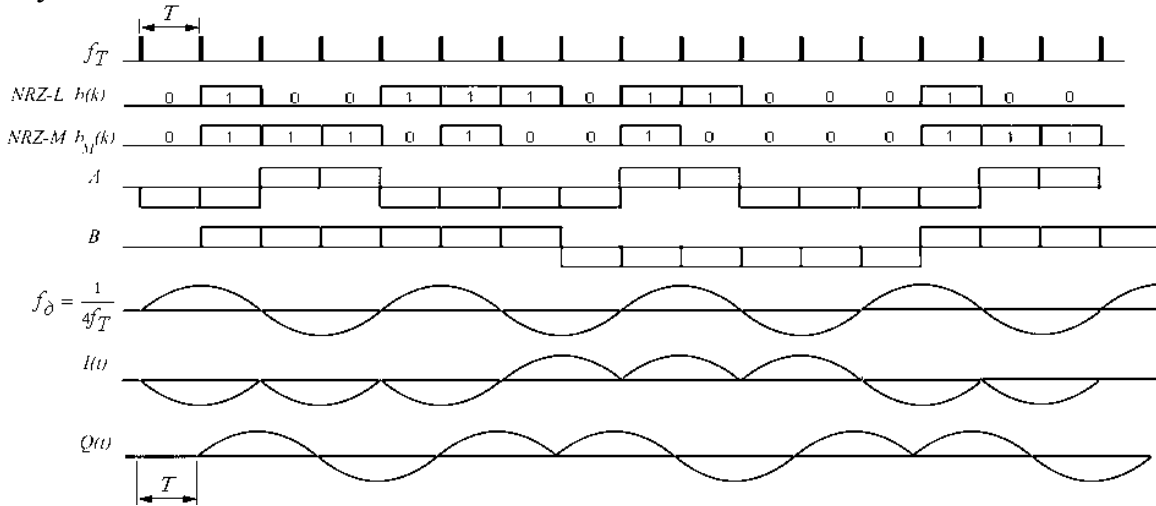 T
f_T
NRZ-L b(k) 0 1 0 0 1 1 1 0 1 1 0 0 0 1 0 0
NRZ-M b_M(k) 0 1 1 1 0 1 0 0 1 0 0 0 0 1 1 1
A
B
f_∂ = 1/4f_T
I(t)
Q(t)
T